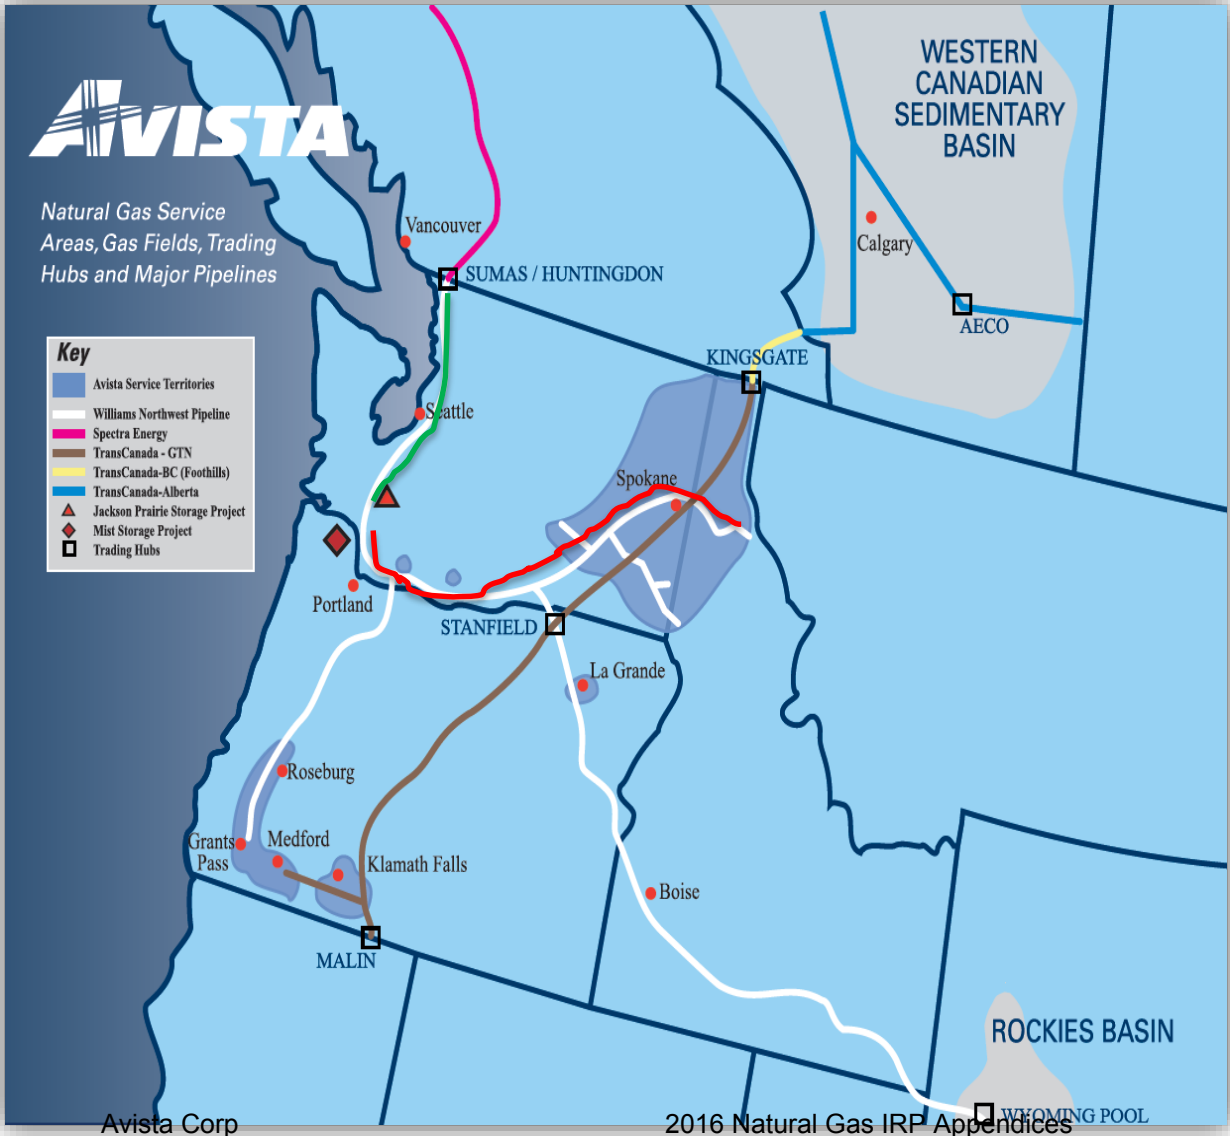 WESTERN
CANADIAN
SEDIMENTARY
BASIN
AVISTA
Natural Gas Service
Areas, Gas Fields, Trading
Hubs and Major Pipelines
Vancouver
Calgary
SUMAS / HUNTINGDON
AECO
Key
Avista Service Territories
Williams Northwest Pipeline
Spectra Energy
TransCanada - GTN
TransCanada-BC (Foothills)
TransCanada-Alberta
Jackson Prairie Storage Project
Mist Storage Project
Trading Hubs
KINGSGATE
Seattle
Spokane
Portland
STANFIELD
La Grande
Roseburg
Grants
Pass
Medford
Klamath Falls
Boise
MALIN
ROCKIES BASIN
WYOMING POOL
Avista Corp
2016 Natural Gas IRP Appendices